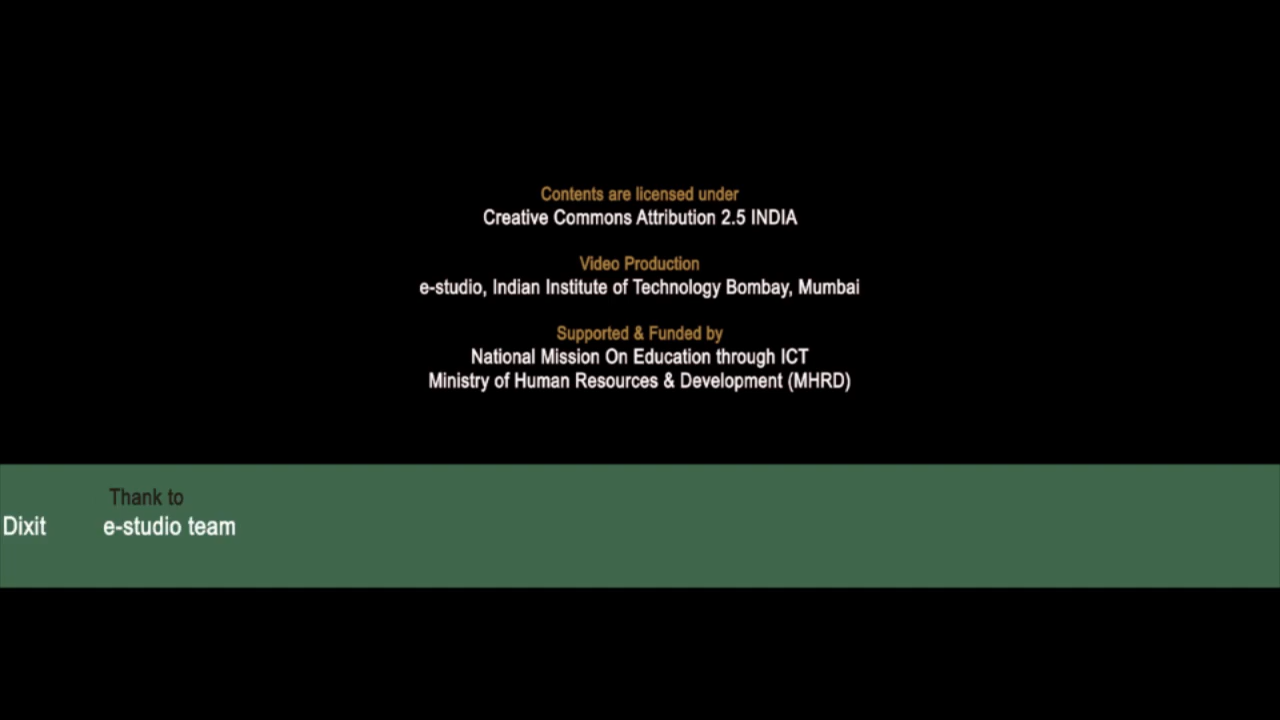 Contents are licensed under
Creative Commons Attribution 2.5 INDIA
Video Production
e-studio, Indian Institute of Technology Bombay, Mumbai
Supported & Funded by
National Mission On Education through ICT
Ministry of Human Resources & Development (MHRD)
Thank to
Dixit e-studio team